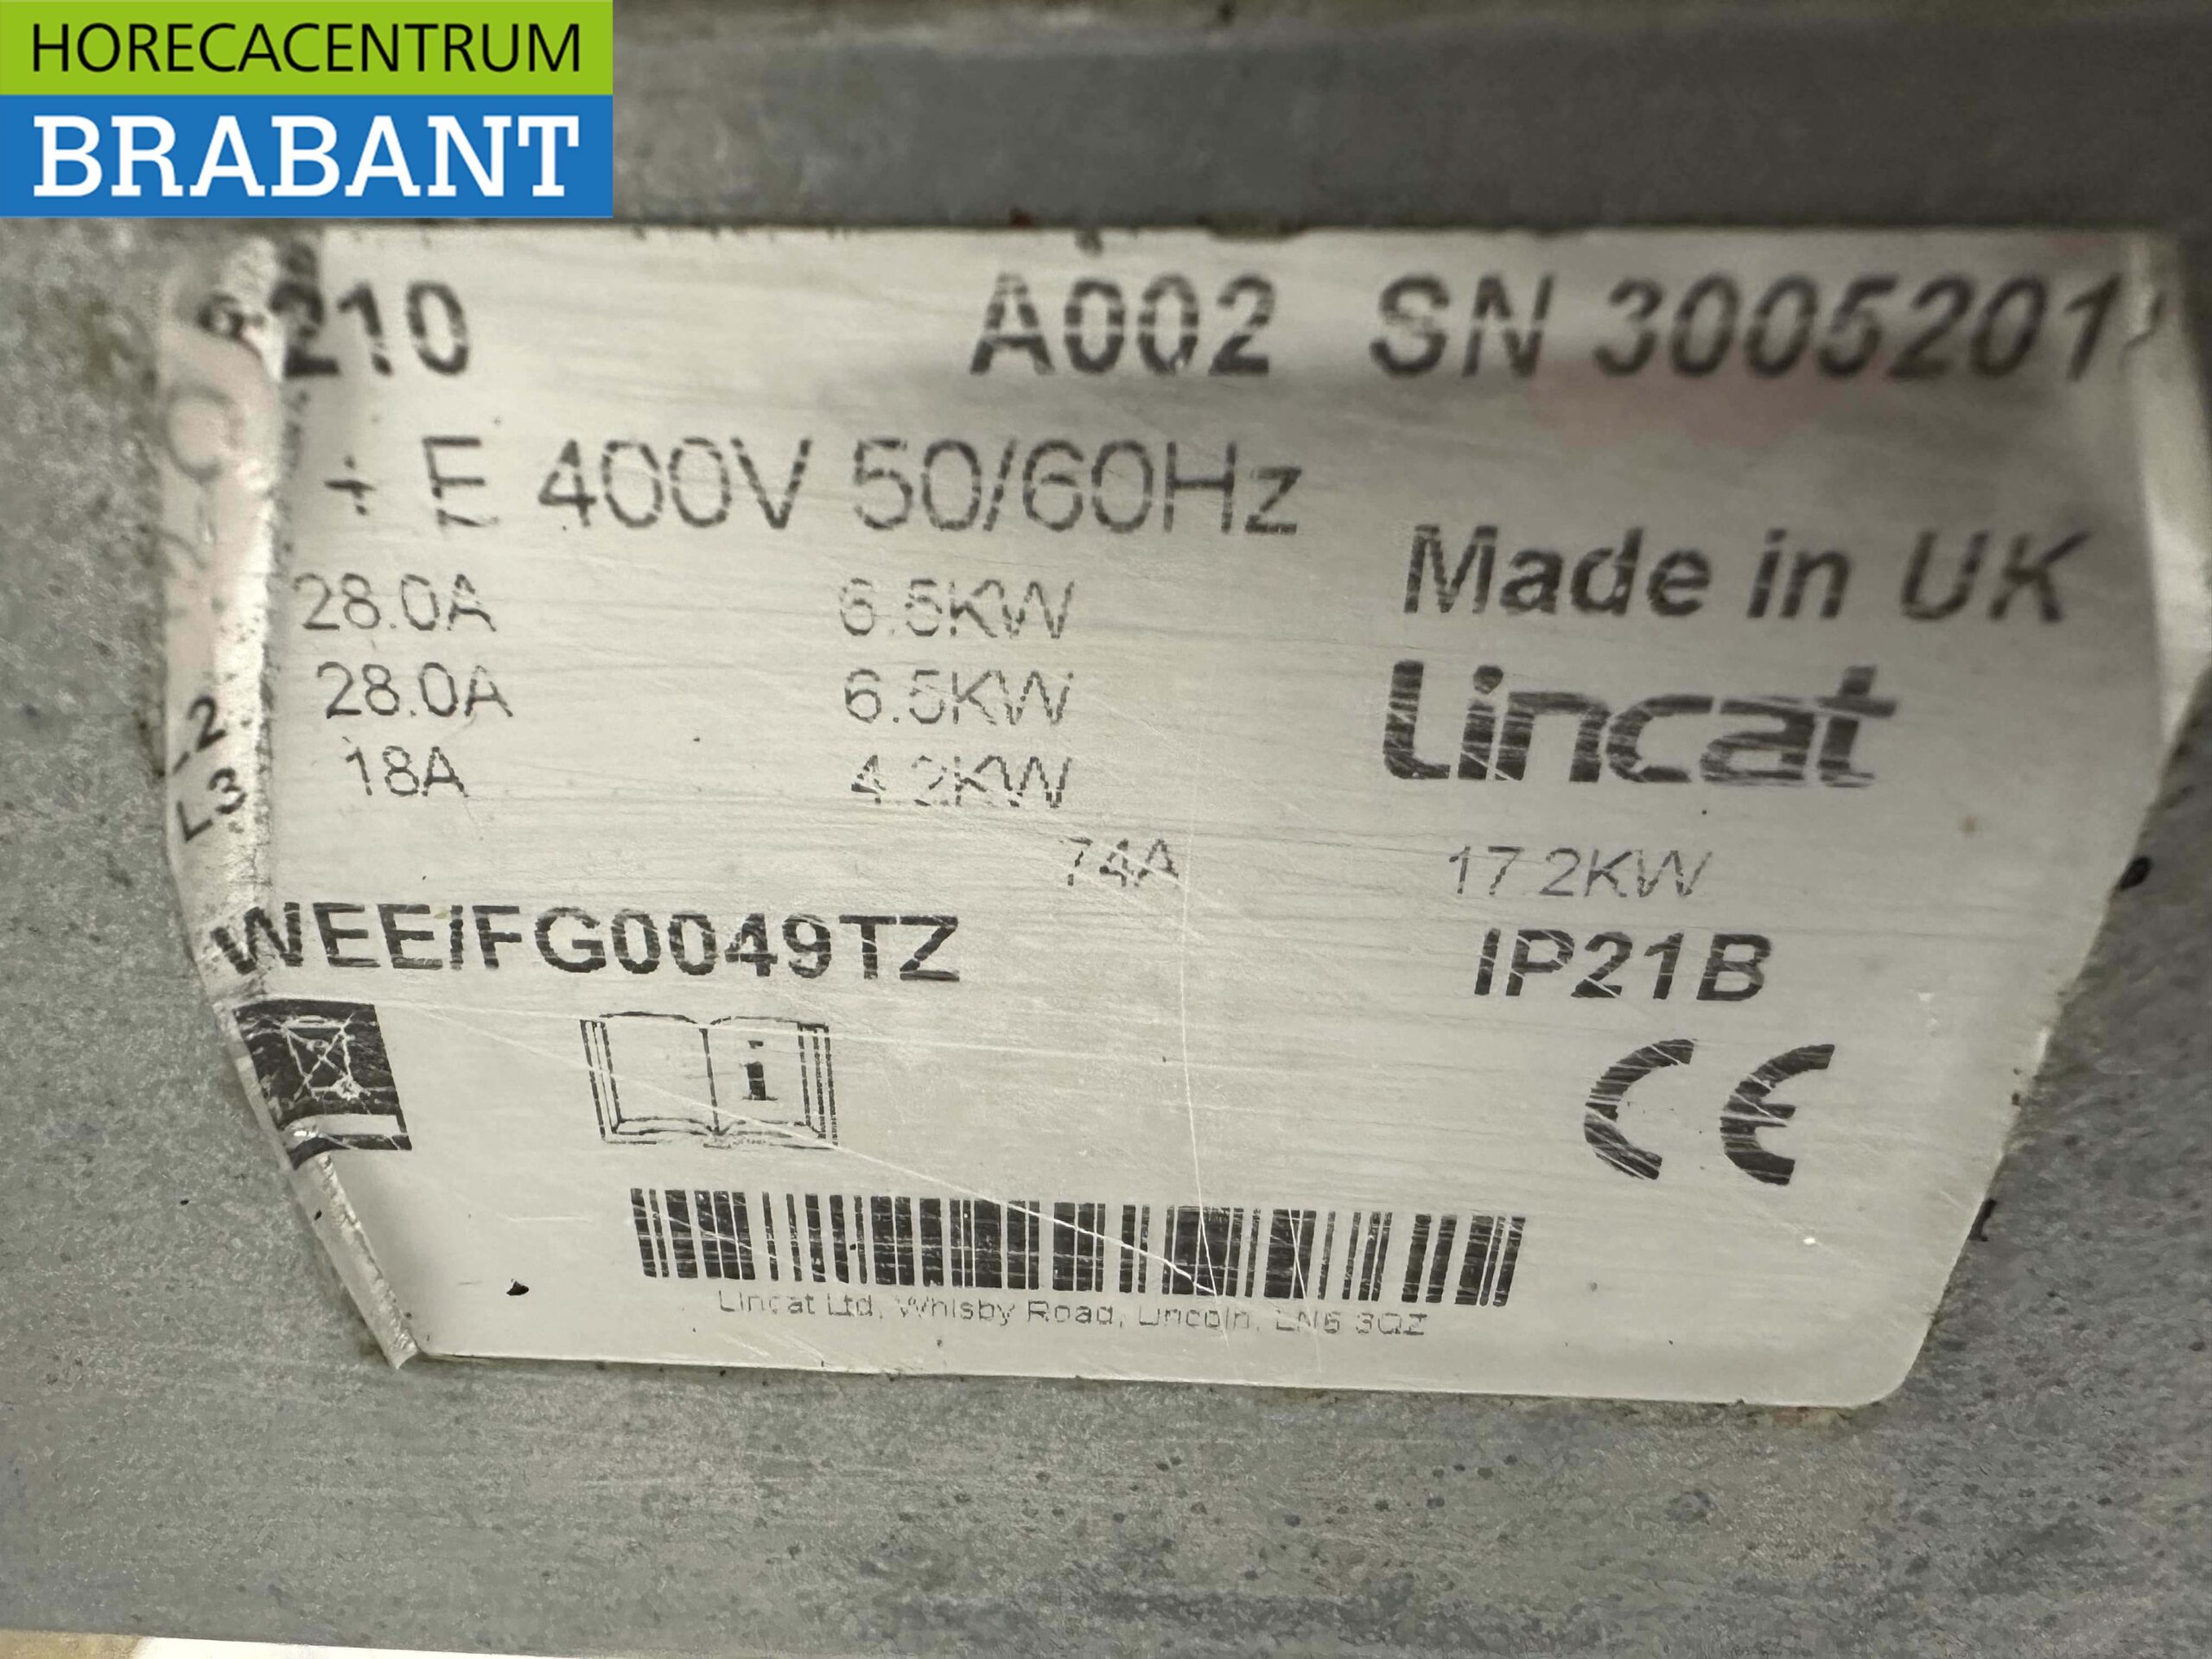 HORECACENTRUM
BRABANT
210 A002 SN 3005201
+ E 400V 50/60Hz
Made in UK
28.0A 6.5KW
L2 28.0A 6.5KW
Lincat
L3 18A 4.2KW
74A 17.2KW
WEE/FG0049TZ IP21B
i
CE
Lincat Ltd, Whisby Road, Lincoln, LN6 3QZ